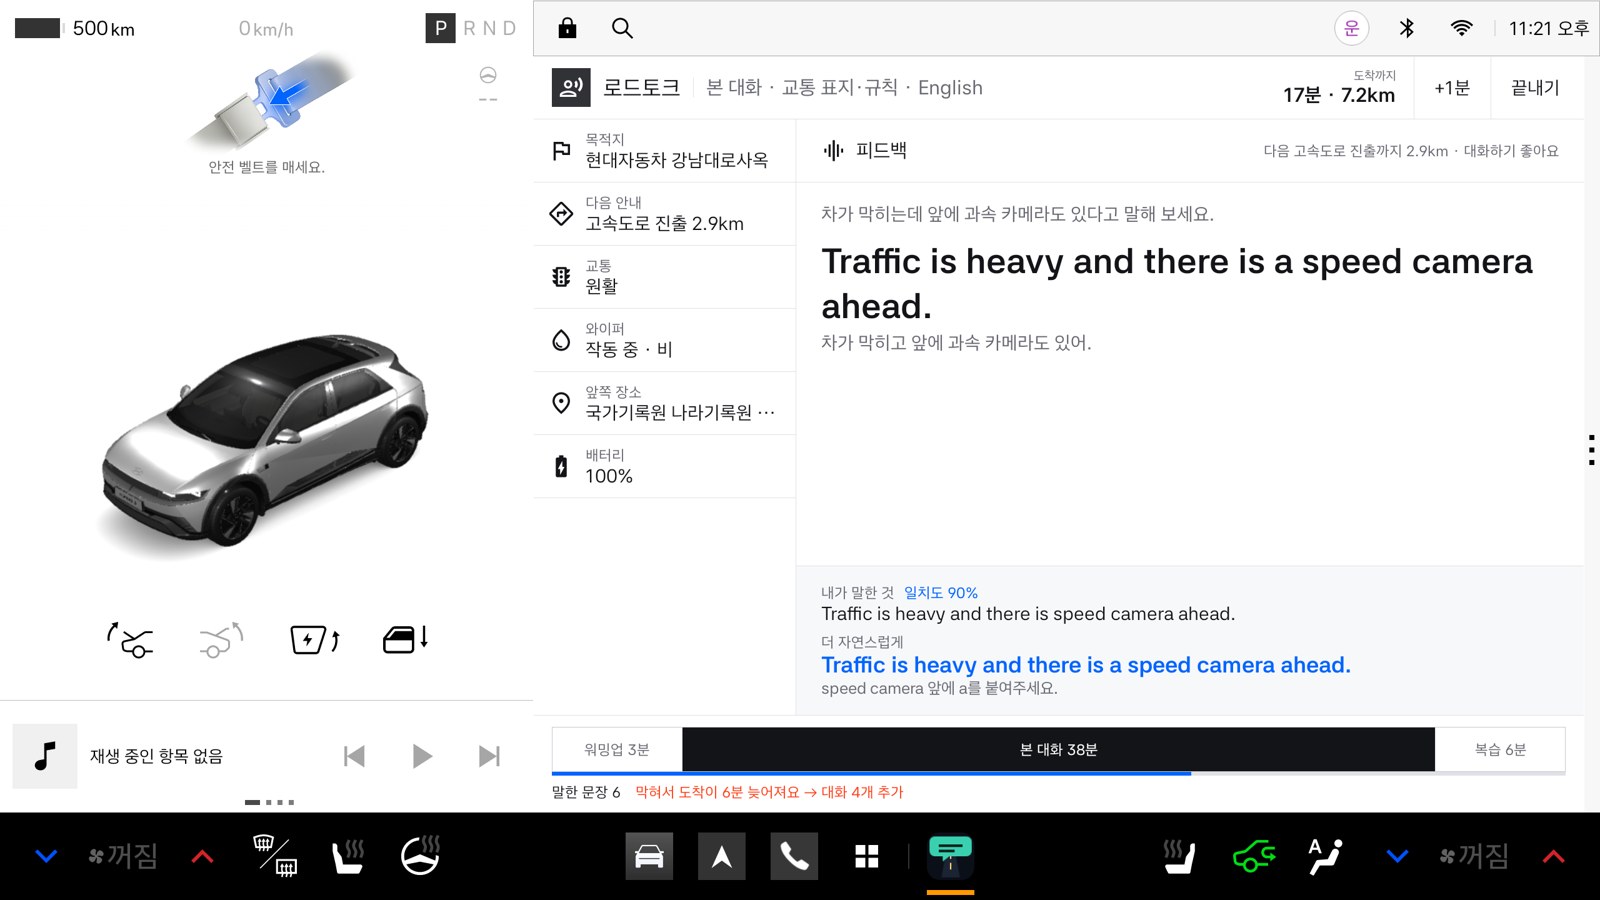 500 km
0 km/h
P R N D
안전 벨트를 매세요.
재생 중인 항목 없음
운
11:21 오후
로드토크
본 대화 · 교통 표지·규칙 · English
도착까지
17분 · 7.2km
+1분
끝내기
목적지
현대자동차 강남대로사옥
다음 안내
고속도로 진출 2.9km
교통
원활
와이퍼
작동 중 · 비
앞쪽 장소
국가기록원 나라기록원 ···
배터리
100%
피드백
다음 고속도로 진출까지 2.9km · 대화하기 좋아요
차가 막히는데 앞에 과속 카메라도 있다고 말해 보세요.
Traffic is heavy and there is a speed camera
ahead.
차가 막히고 앞에 과속 카메라도 있어.
내가 말한 것 일치도 90%
Traffic is heavy and there is speed camera ahead.
더 자연스럽게
Traffic is heavy and there is a speed camera ahead.
speed camera 앞에 a를 붙여주세요.
워밍업 3분
본 대화 38분
복습 6분
말한 문장 6 막혀서 도착이 6분 늦어져요 → 대화 4개 추가
꺼짐
A
꺼짐